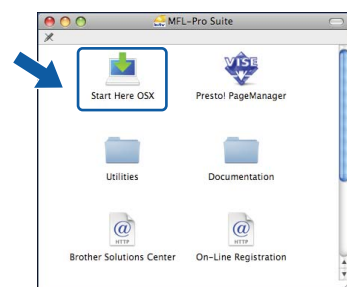 MFL-Pro Suite
VISE
Start Here OSX
Presto! PageManager
Utilities
Documentation
@
HTTP
@
HTTP
Brother Solutions Center
On-Line Registration